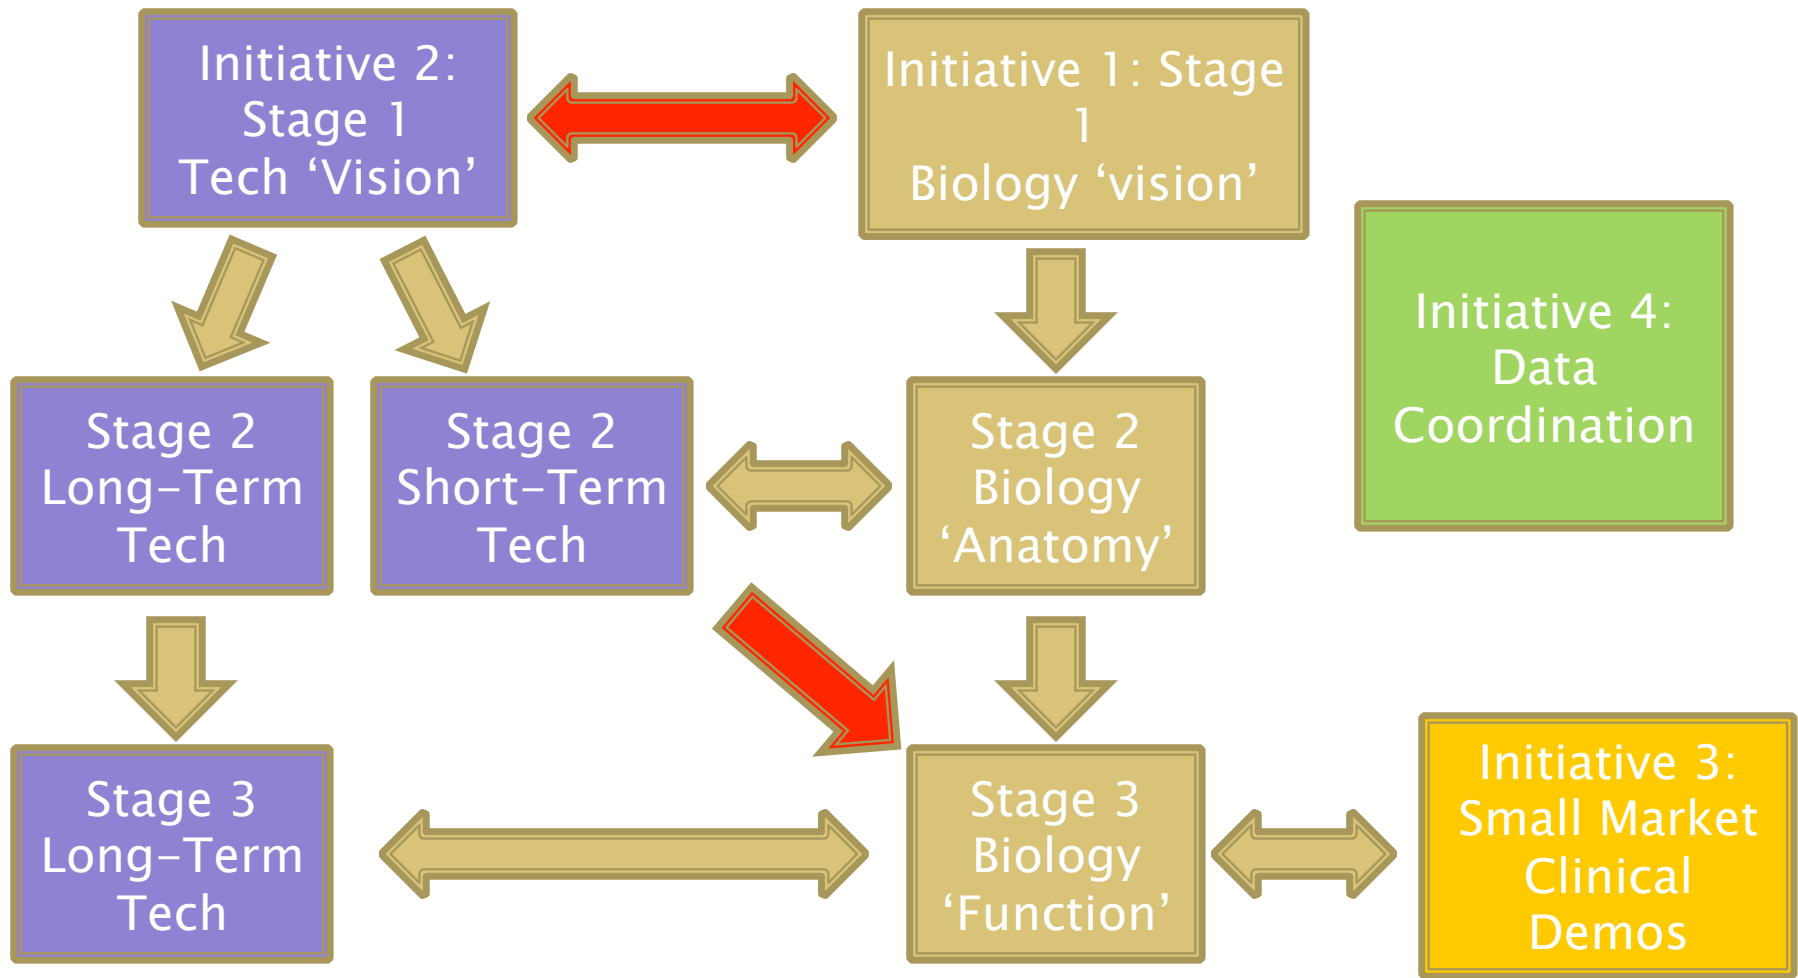 Initiative 2:
Stage 1
Tech ‘Vision’
Initiative 1: Stage
1
Biology ‘vision’
Initiative 4:
Data
Coordination
Stage 2
Long-Term
Tech
Stage 2
Short-Term
Tech
Stage 2
Biology
‘Anatomy’
Stage 3
Long-Term
Tech
Stage 3
Biology
‘Function’
Initiative 3:
Small Market
Clinical
Demos